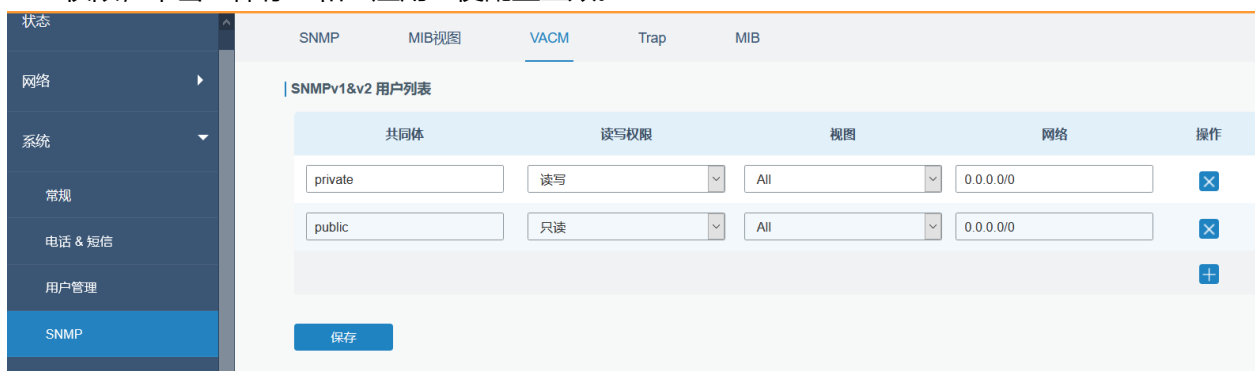 状态
SNMP MIB视图 VACM Trap MIB
网络
SNMPv1&v2 用户列表
系统
共同体 读写权限 视图 网络 操作
private 读写 All 0.0.0.0/0
常规
public 只读 All 0.0.0.0/0
电话 & 短信
用户管理
SNMP
保存